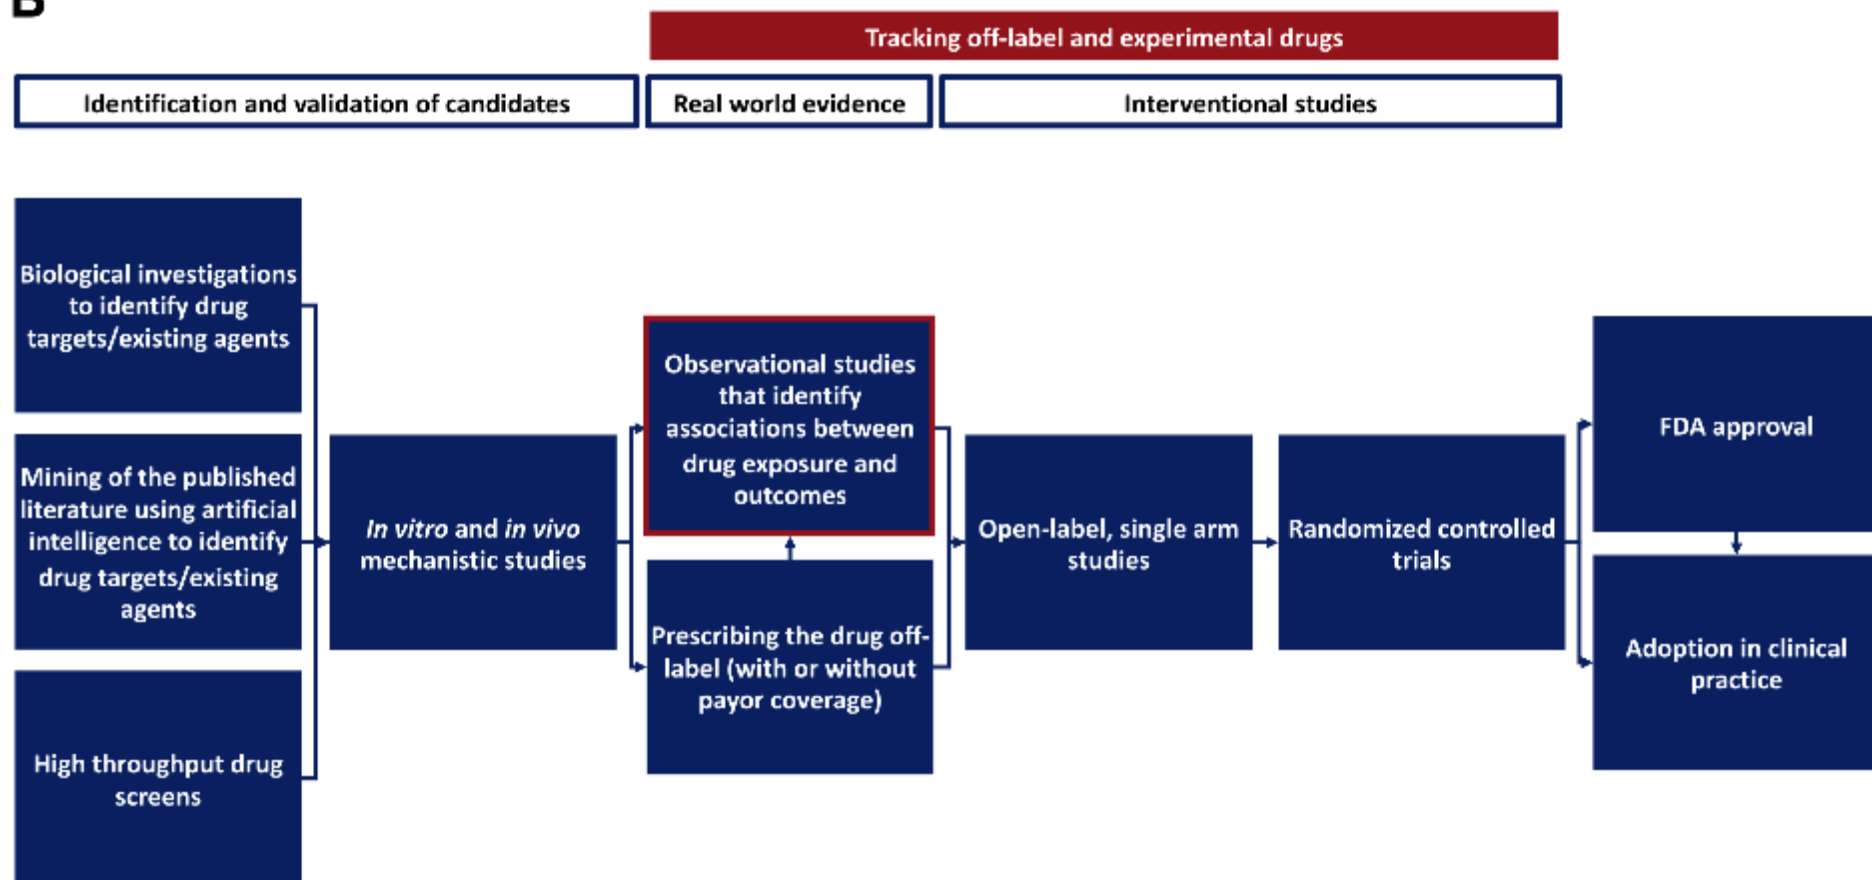 B
Tracking off-label and experimental drugs
Identification and validation of candidates
Real world evidence
Interventional studies
Biological investigations
to identify drug
targets/existing agents
Mining of the published
literature using artificial
intelligence to identify
drug targets/existing
agents
High throughput drug
screens
In vitro and in vivo
mechanistic studies
Observational studies
that identify
associations between
drug exposure and
outcomes
Prescribing the drug off-
label (with or without
payor coverage)
Open-label, single arm
studies
Randomized controlled
trials
FDA approval
Adoption in clinical
practice